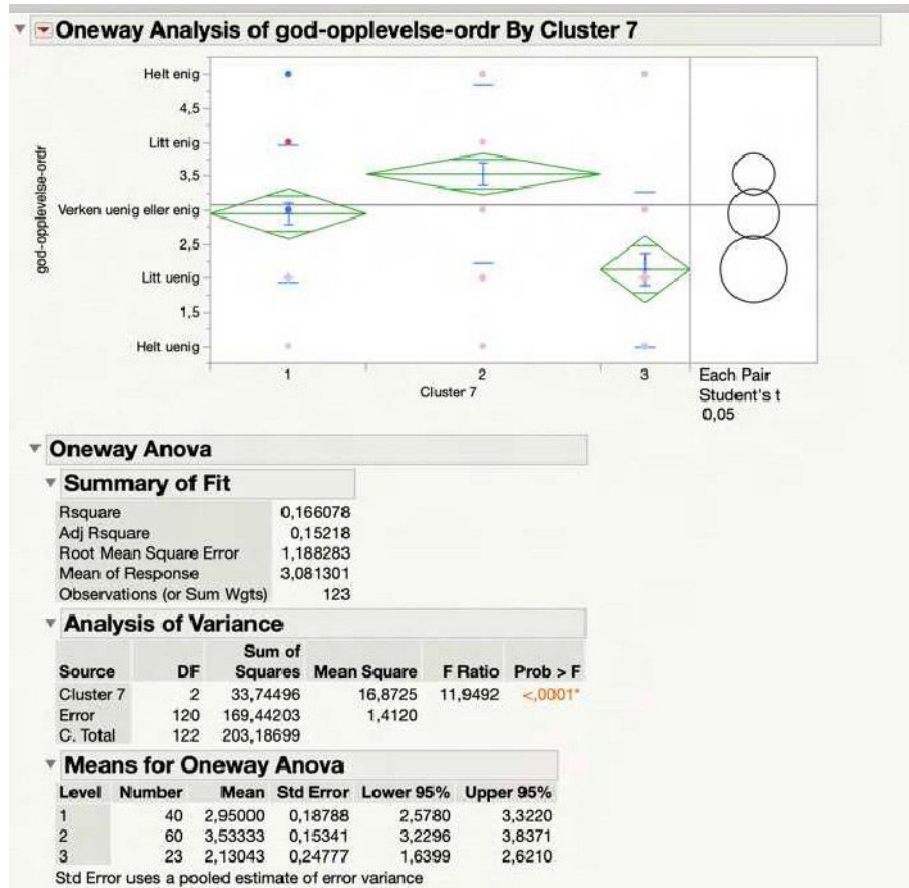 Oneway Analysis of god-opplevelse-ordr By Cluster 7
god-opplevelse-ordr
Helt enig
4,5
Litt enig
3,5
Verken uenig eller enig
2,5
Litt uenig
1,5
Helt uenig
1 2 3
Cluster 7
Each Pair
Student's t
0,05
Oneway Anova
Summary of Fit
Rsquare 0,166078
Adj Rsquare 0,15218
Root Mean Square Error 1,188283
Mean of Response 3,081301
Observations (or Sum Wgts) 123
Analysis of Variance
Source DF Sum of Squares Mean Square F Ratio Prob > F
Cluster 7 2 33,74496 16,8725 11,9492 <,0001*
Error 120 169,44203 1,4120
C. Total 122 203,18699
Means for Oneway Anova
Level Number Mean Std Error Lower 95% Upper 95%
1 40 2,95000 0,18788 2,5780 3,3220
2 60 3,53333 0,15341 3,2296 3,8371
3 23 2,13043 0,24777 1,6399 2,6210
Std Error uses a pooled estimate of error variance